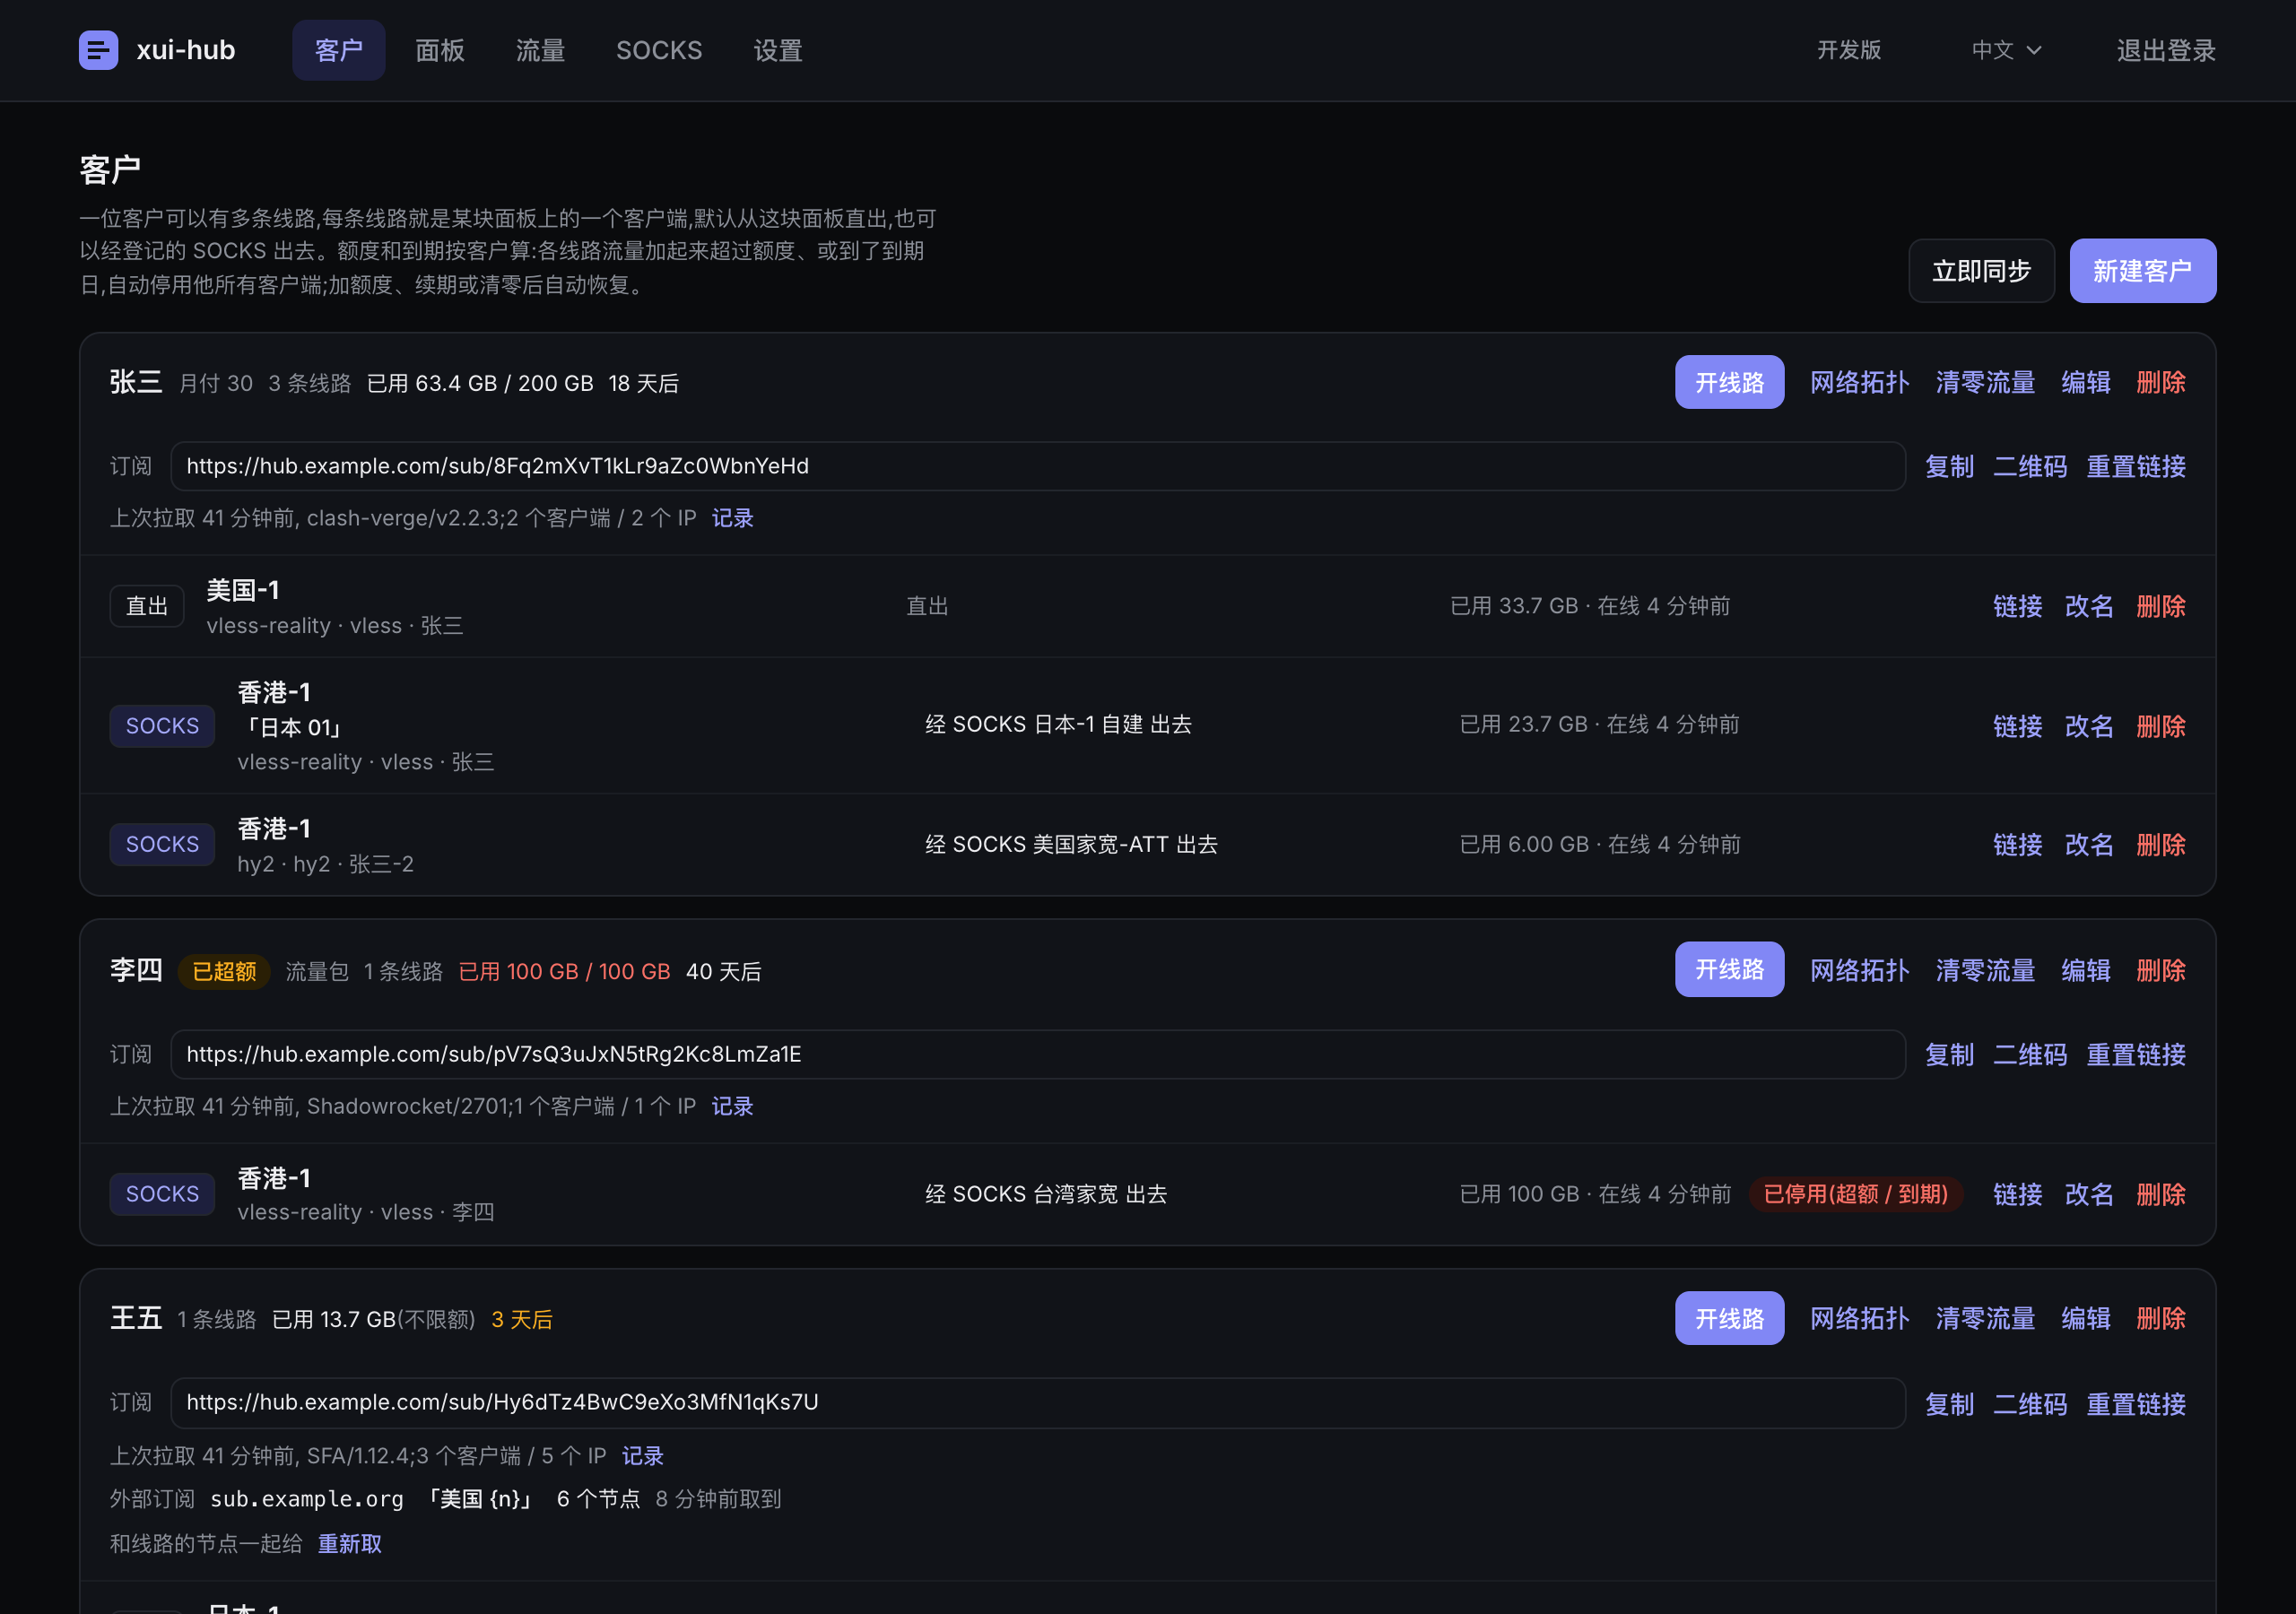 xui-hub 客户 面板 流量 SOCKS 设置 开发版 中文 退出登录
客户
一位客户可以有多条线路,每条线路就是某块面板上的一个客户端,默认从这块面板直出,也可
以经登记的 SOCKS 出去。额度和到期按客户算:各线路流量加起来超过额度、或到了到期
日,自动停用他所有客户端;加额度、续期或清零后自动恢复。
立即同步 新建客户
张三 月付 30 3 条线路 已用 63.4 GB / 200 GB 18 天后 开线路 网络拓扑 清零流量 编辑 删除
订阅 https://hub.example.com/sub/8Fq2mXvT1kLr9aZc0WbnYeHd 复制 二维码 重置链接
上次拉取 41 分钟前, clash-verge/v2.2.3;2 个客户端 / 2 个 IP 记录
直出 美国-1 直出 已用 33.7 GB · 在线 4 分钟前 链接 改名 删除
vless-reality · vless · 张三
香港-1
SOCKS 「日本 01」 经 SOCKS 日本-1 自建 出去 已用 23.7 GB · 在线 4 分钟前 链接 改名 删除
vless-reality · vless · 张三
SOCKS 香港-1 经 SOCKS 美国家宽-ATT 出去 已用 6.00 GB · 在线 4 分钟前 链接 改名 删除
hy2 · hy2 · 张三-2
李四 已超额 流量包 1 条线路 已用 100 GB / 100 GB 40 天后 开线路 网络拓扑 清零流量 编辑 删除
订阅 https://hub.example.com/sub/pV7sQ3uJxN5tRg2Kc8LmZa1E 复制 二维码 重置链接
上次拉取 41 分钟前, Shadowrocket/2701;1 个客户端 / 1 个 IP 记录
SOCKS 香港-1 经 SOCKS 台湾家宽 出去 已用 100 GB · 在线 4 分钟前 已停用(超额 / 到期) 链接 改名 删除
vless-reality · vless · 李四
王五 1 条线路 已用 13.7 GB(不限额) 3 天后 开线路 网络拓扑 清零流量 编辑 删除
订阅 https://hub.example.com/sub/Hy6dTz4BwC9eXo3MfN1qKs7U 复制 二维码 重置链接
上次拉取 41 分钟前, SFA/1.12.4;3 个客户端 / 5 个 IP 记录
外部订阅 sub.example.org 「美国 {n}」 6 个节点 8 分钟前取到
和线路的节点一起给 重新取
日本-1